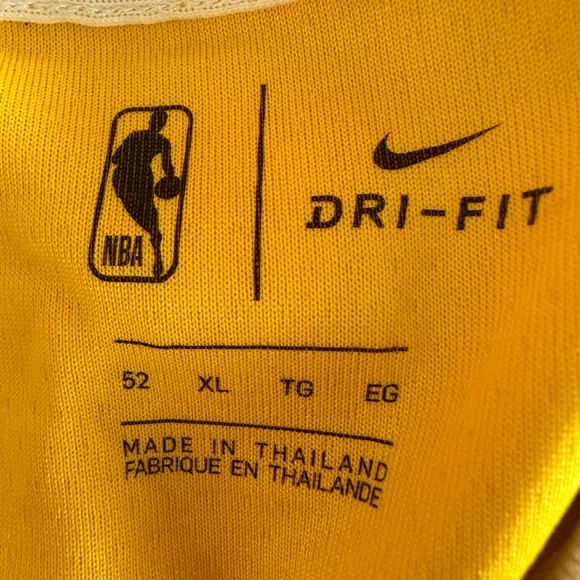 NBA
DRI-FIT
52 XL TG EG
MADE IN THAILAND
FABRIQUE EN THAILANDE